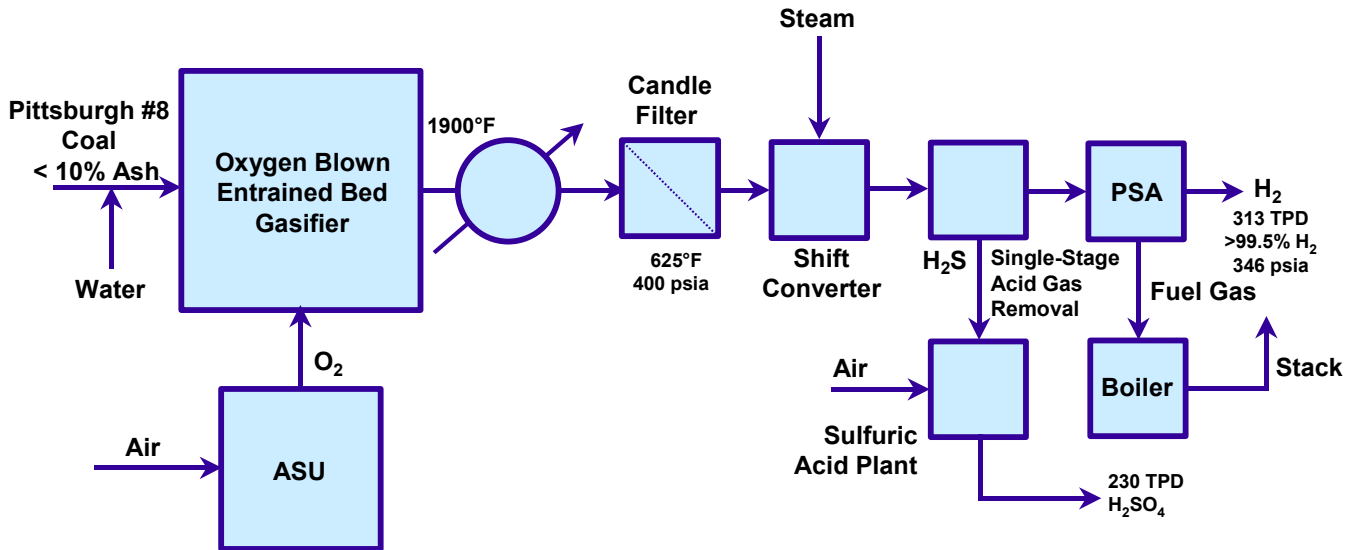 Steam
Pittsburgh #8
Coal
< 10% Ash
Water
Oxygen Blown
Entrained Bed
Gasifier
1900°F
Candle
Filter
625°F
400 psia
Shift
Converter
H₂S
Single-Stage
Acid Gas
Removal
PSA
H₂
313 TPD
>99.5% H₂
346 psia
Fuel Gas
Boiler
Stack
O₂
Air
ASU
Air
Sulfuric
Acid Plant
230 TPD
H₂SO₄